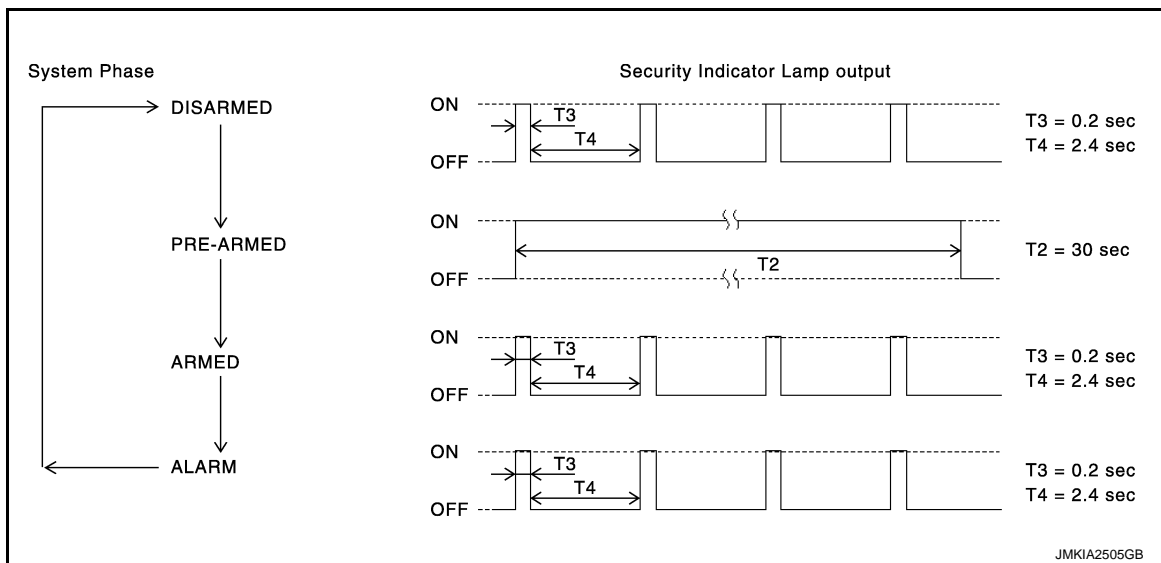 System Phase
Security Indicator Lamp output
DISARMED
ON
OFF
T3
T4
T3 = 0.2 sec
T4 = 2.4 sec
PRE-ARMED
ON
OFF
T2
T2 = 30 sec
ARMED
ON
OFF
T3
T4
T3 = 0.2 sec
T4 = 2.4 sec
ALARM
ON
OFF
T3
T4
T3 = 0.2 sec
T4 = 2.4 sec
JMKIA2505GB